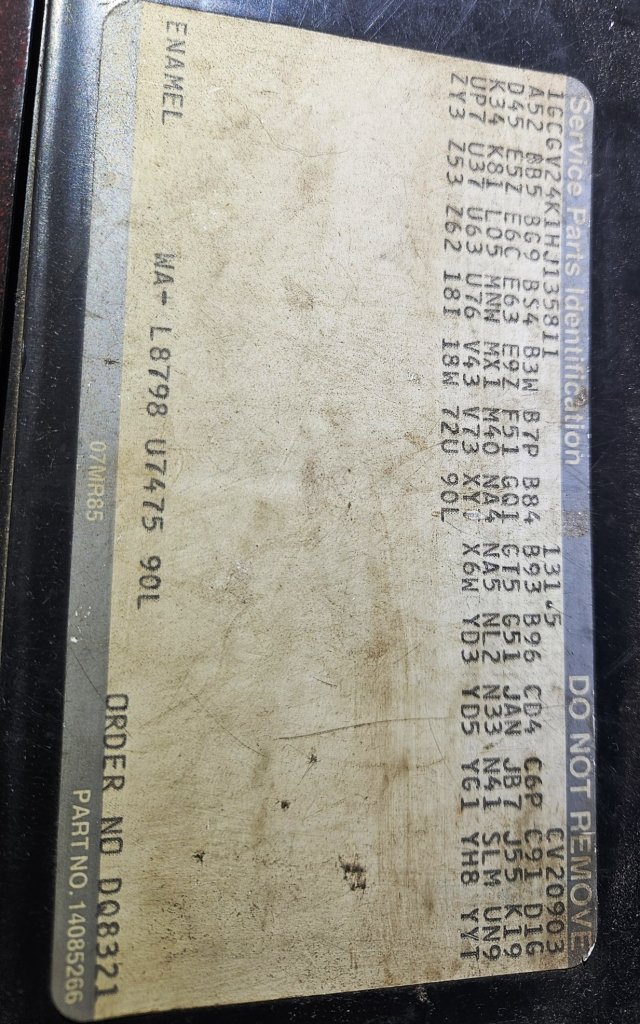 Service Parts Identification DO NOT REMOVE
1GCGV24K1HJ135811 131.5 CV20903
A52 AB5 BG9 BS4 B3W B7P B84 B93 B96 CD4 C6P C91 D1G
D45 E5Z E6C E63 E9Z F51 GQ1 GT5 G51 JAN JB7 J55 K19
K34 K81 L05 MNW MX1 M40 NA4 NA5 NL2 N33 N41 SLM UN9
UP7 U37 U63 U76 V43 V73 X6W YD3 YD5 YG1 YH8 YYT
ZY3 Z53 Z62 18I 18W 72U 90L
ENAMEL
WA- L8798 U7475 90L
ORDER NO DQ8321
07MR85 PART NO. 14085266